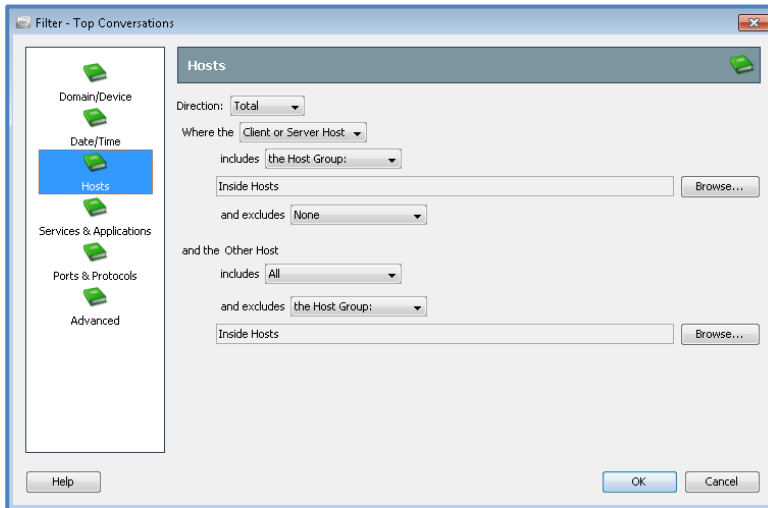 Filter - Top Conversations
Domain/Device
Date/Time
Hosts
Services & Applications
Ports & Protocols
Advanced
Hosts
Direction: Total
Where the Client or Server Host
includes the Host Group:
Inside Hosts Browse...
and excludes None
and the Other Host
includes All
and excludes the Host Group:
Inside Hosts Browse...
Help OK Cancel